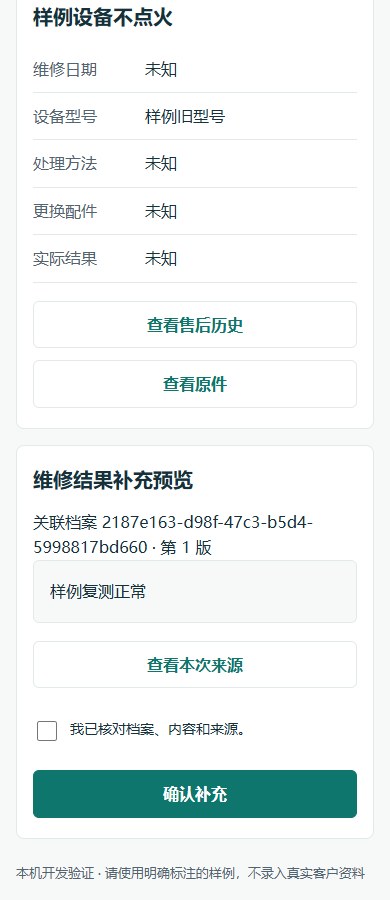 样例设备不点火
维修日期 未知
设备型号 样例旧型号
处理方法 未知
更换配件 未知
实际结果 未知
查看售后历史
查看原件
维修结果补充预览
关联档案 2187e163-d98f-47c3-b5d4-
5998817bd660 · 第 1 版
样例复测正常
查看本次来源
我已核对档案、内容和来源。
确认补充
本机开发验证 · 请使用明确标注的样例，不录入真实客户资料